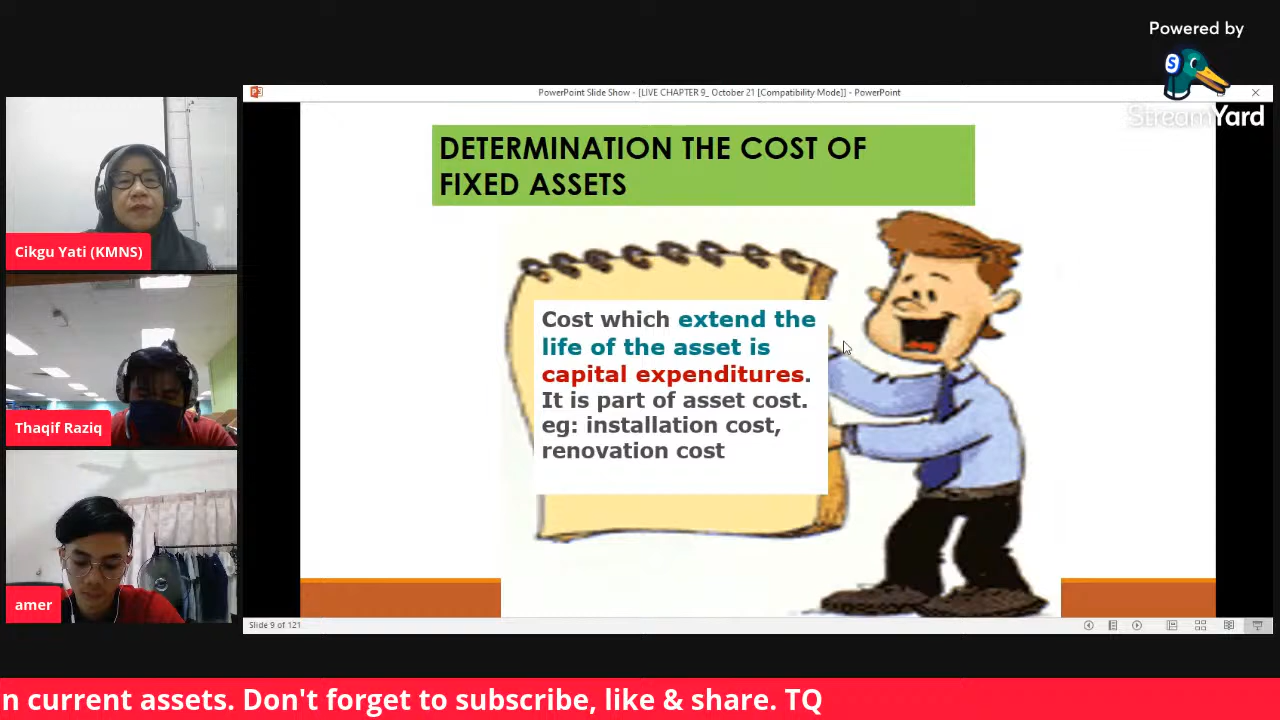 Powered by
S
StreamYard
PowerPoint Slide Show - [LIVE CHAPTER 9_ October 21 [Compatibility Mode]] - PowerPoint
Cikgu Yati (KMNS)
Thaqif Raziq
amer
DETERMINATION THE COST OF
FIXED ASSETS
Cost which extend the
life of the asset is
capital expenditures.
It is part of asset cost.
eg: installation cost,
renovation cost
Slide 9 of 121
n current assets. Don't forget to subscribe, like & share. TQ